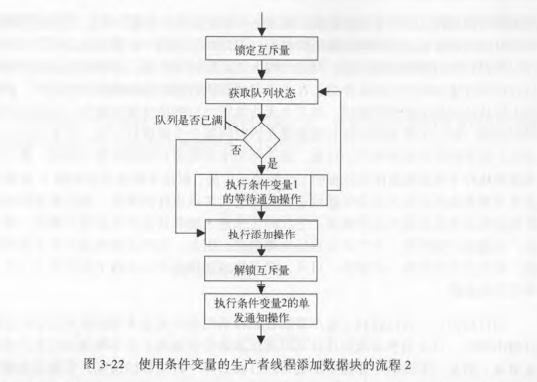 锁定互斥量
获取队列状态
队列是否已满
否
是
执行条件变量1
的等待通知操作
执行添加操作
解锁互斥量
执行条件变量2的单
发通知操作
图 3-22 使用条件变量的生产者线程添加数据块的流程 2